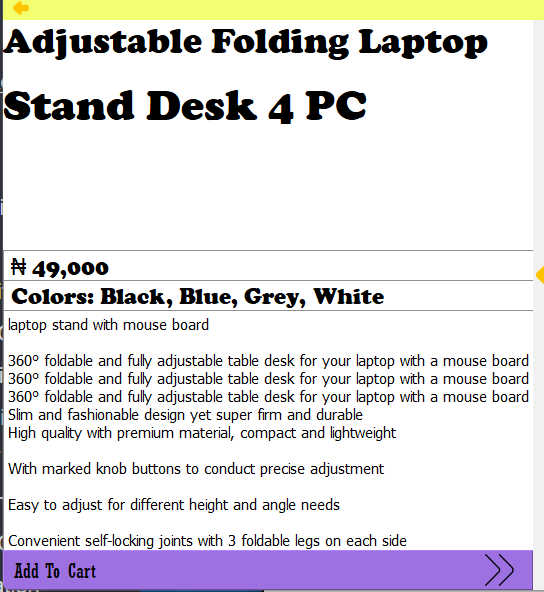 Adjustable Folding Laptop
Stand Desk 4 PC
₦ 49,000
Colors: Black, Blue, Grey, White
laptop stand with mouse board
360º foldable and fully adjustable table desk for your laptop with a mouse board
360º foldable and fully adjustable table desk for your laptop with a mouse board
360º foldable and fully adjustable table desk for your laptop with a mouse board
Slim and fashionable design yet super firm and durable
High quality with premium material, compact and lightweight
With marked knob buttons to conduct precise adjustment
Easy to adjust for different height and angle needs
Convenient self-locking joints with 3 foldable legs on each side
Add To Cart